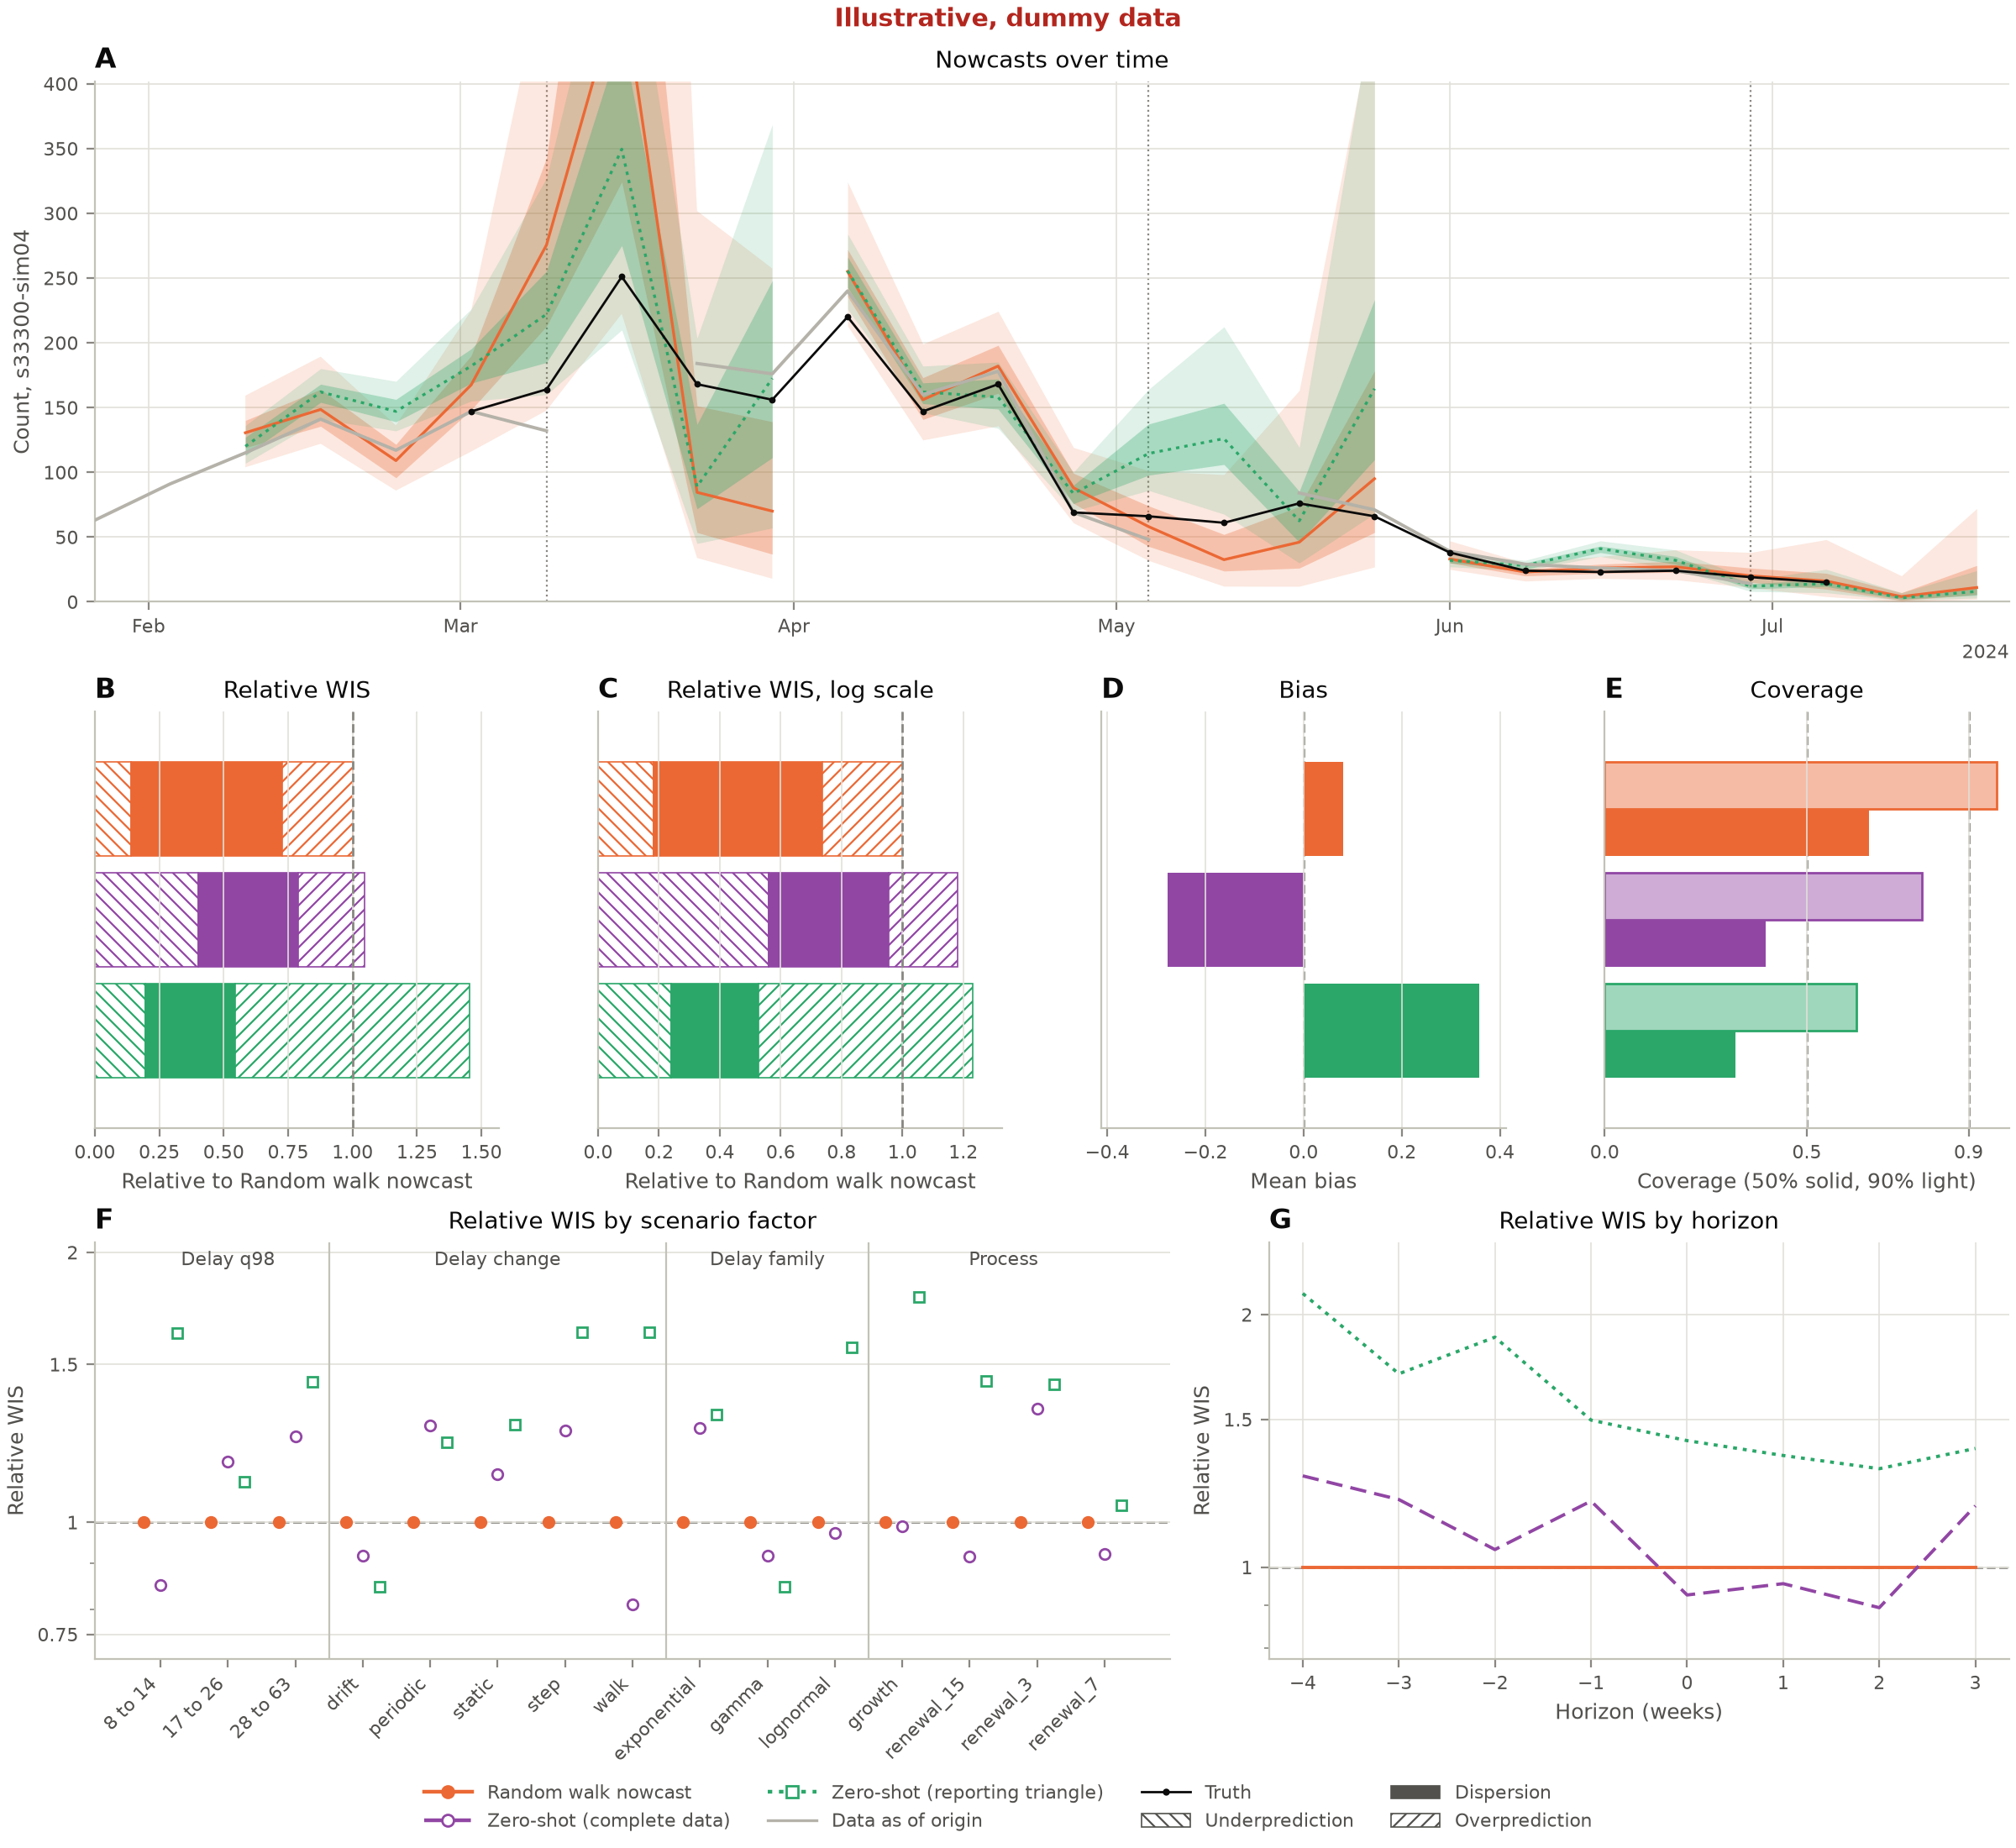 Illustrative, dummy data
A
Nowcasts over time
400
350
300
250
200
150
100
50
0
Count, s33300-sim04
Feb
Mar
Apr
May
Jun
Jul
2024
B
Relative WIS
0.00
0.25
0.50
0.75
1.00
1.25
1.50
Relative to Random walk nowcast
C
Relative WIS, log scale
0.0
0.2
0.4
0.6
0.8
1.0
1.2
Relative to Random walk nowcast
D
Bias
−0.4
−0.2
0.0
0.2
0.4
Mean bias
E
Coverage
0.0
0.5
0.9
Coverage (50% solid, 90% light)
F
Relative WIS by scenario factor
Delay q98
Delay change
Delay family
Process
2
1.5
1
0.75
Relative WIS
8 to 14
17 to 26
28 to 63
drift
periodic
static
step
walk
exponential
gamma
lognormal
growth
renewal_15
renewal_3
renewal_7
G
Relative WIS by horizon
2
1.5
1
Relative WIS
−4
−3
−2
−1
0
1
2
3
Horizon (weeks)
Random walk nowcast
Zero-shot (complete data)
Zero-shot (reporting triangle)
Data as of origin
Truth
Underprediction
Dispersion
Overprediction